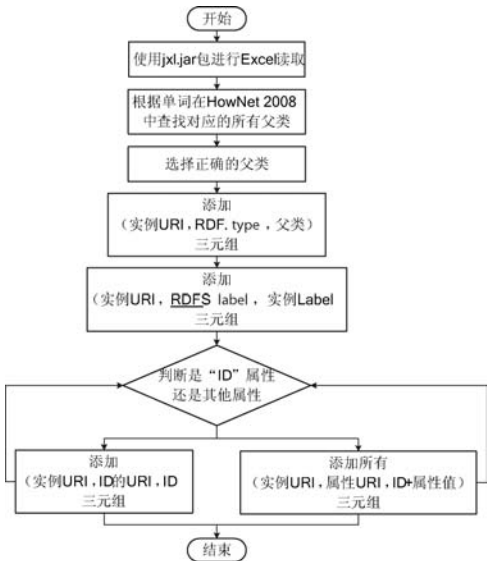 开始
使用jxl.jar包进行Excel读取
根据单词在HowNet 2008
中查找对应的所有父类
选择正确的父类
添加
（实例URI，RDF. type ，父类）
三元组
添加
（实例URI， RDFS label ，实例Label
三元组
判断是“ID”属性
还是其他属性
添加
（实例URI，ID的URI，ID
三元组
添加所有
（实例URI，属性URI，ID+属性值）
三元组
结束